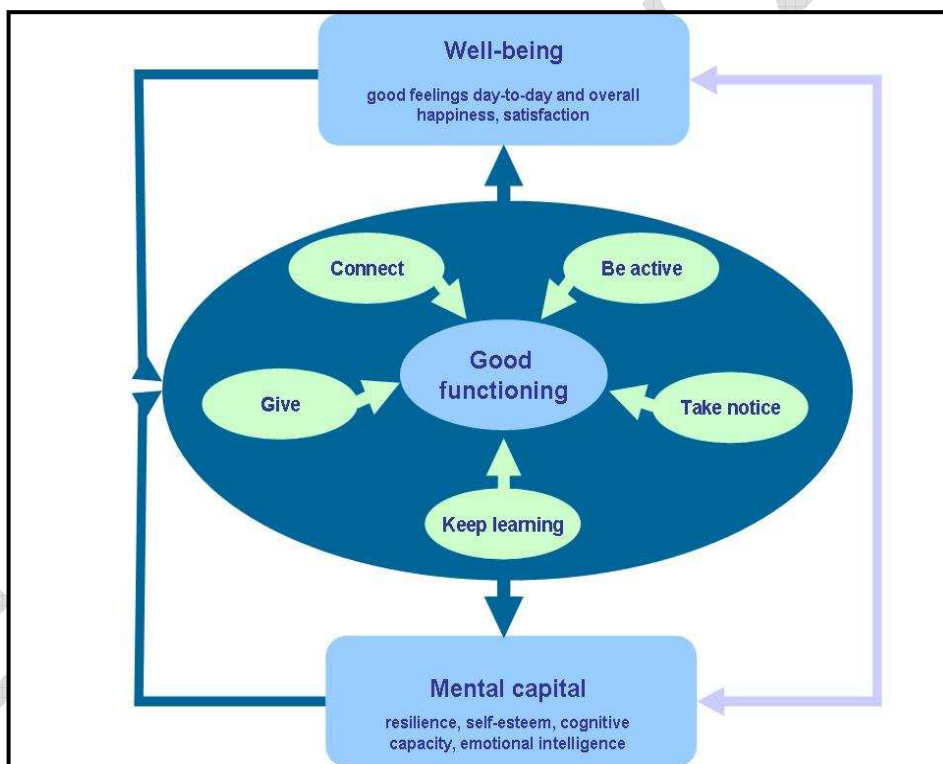 Well-being
good feelings day-to-day and overall
happiness, satisfaction
Connect
Be active
Good
functioning
Give
Take notice
Keep learning
Mental capital
resilience, self-esteem, cognitive
capacity, emotional intelligence